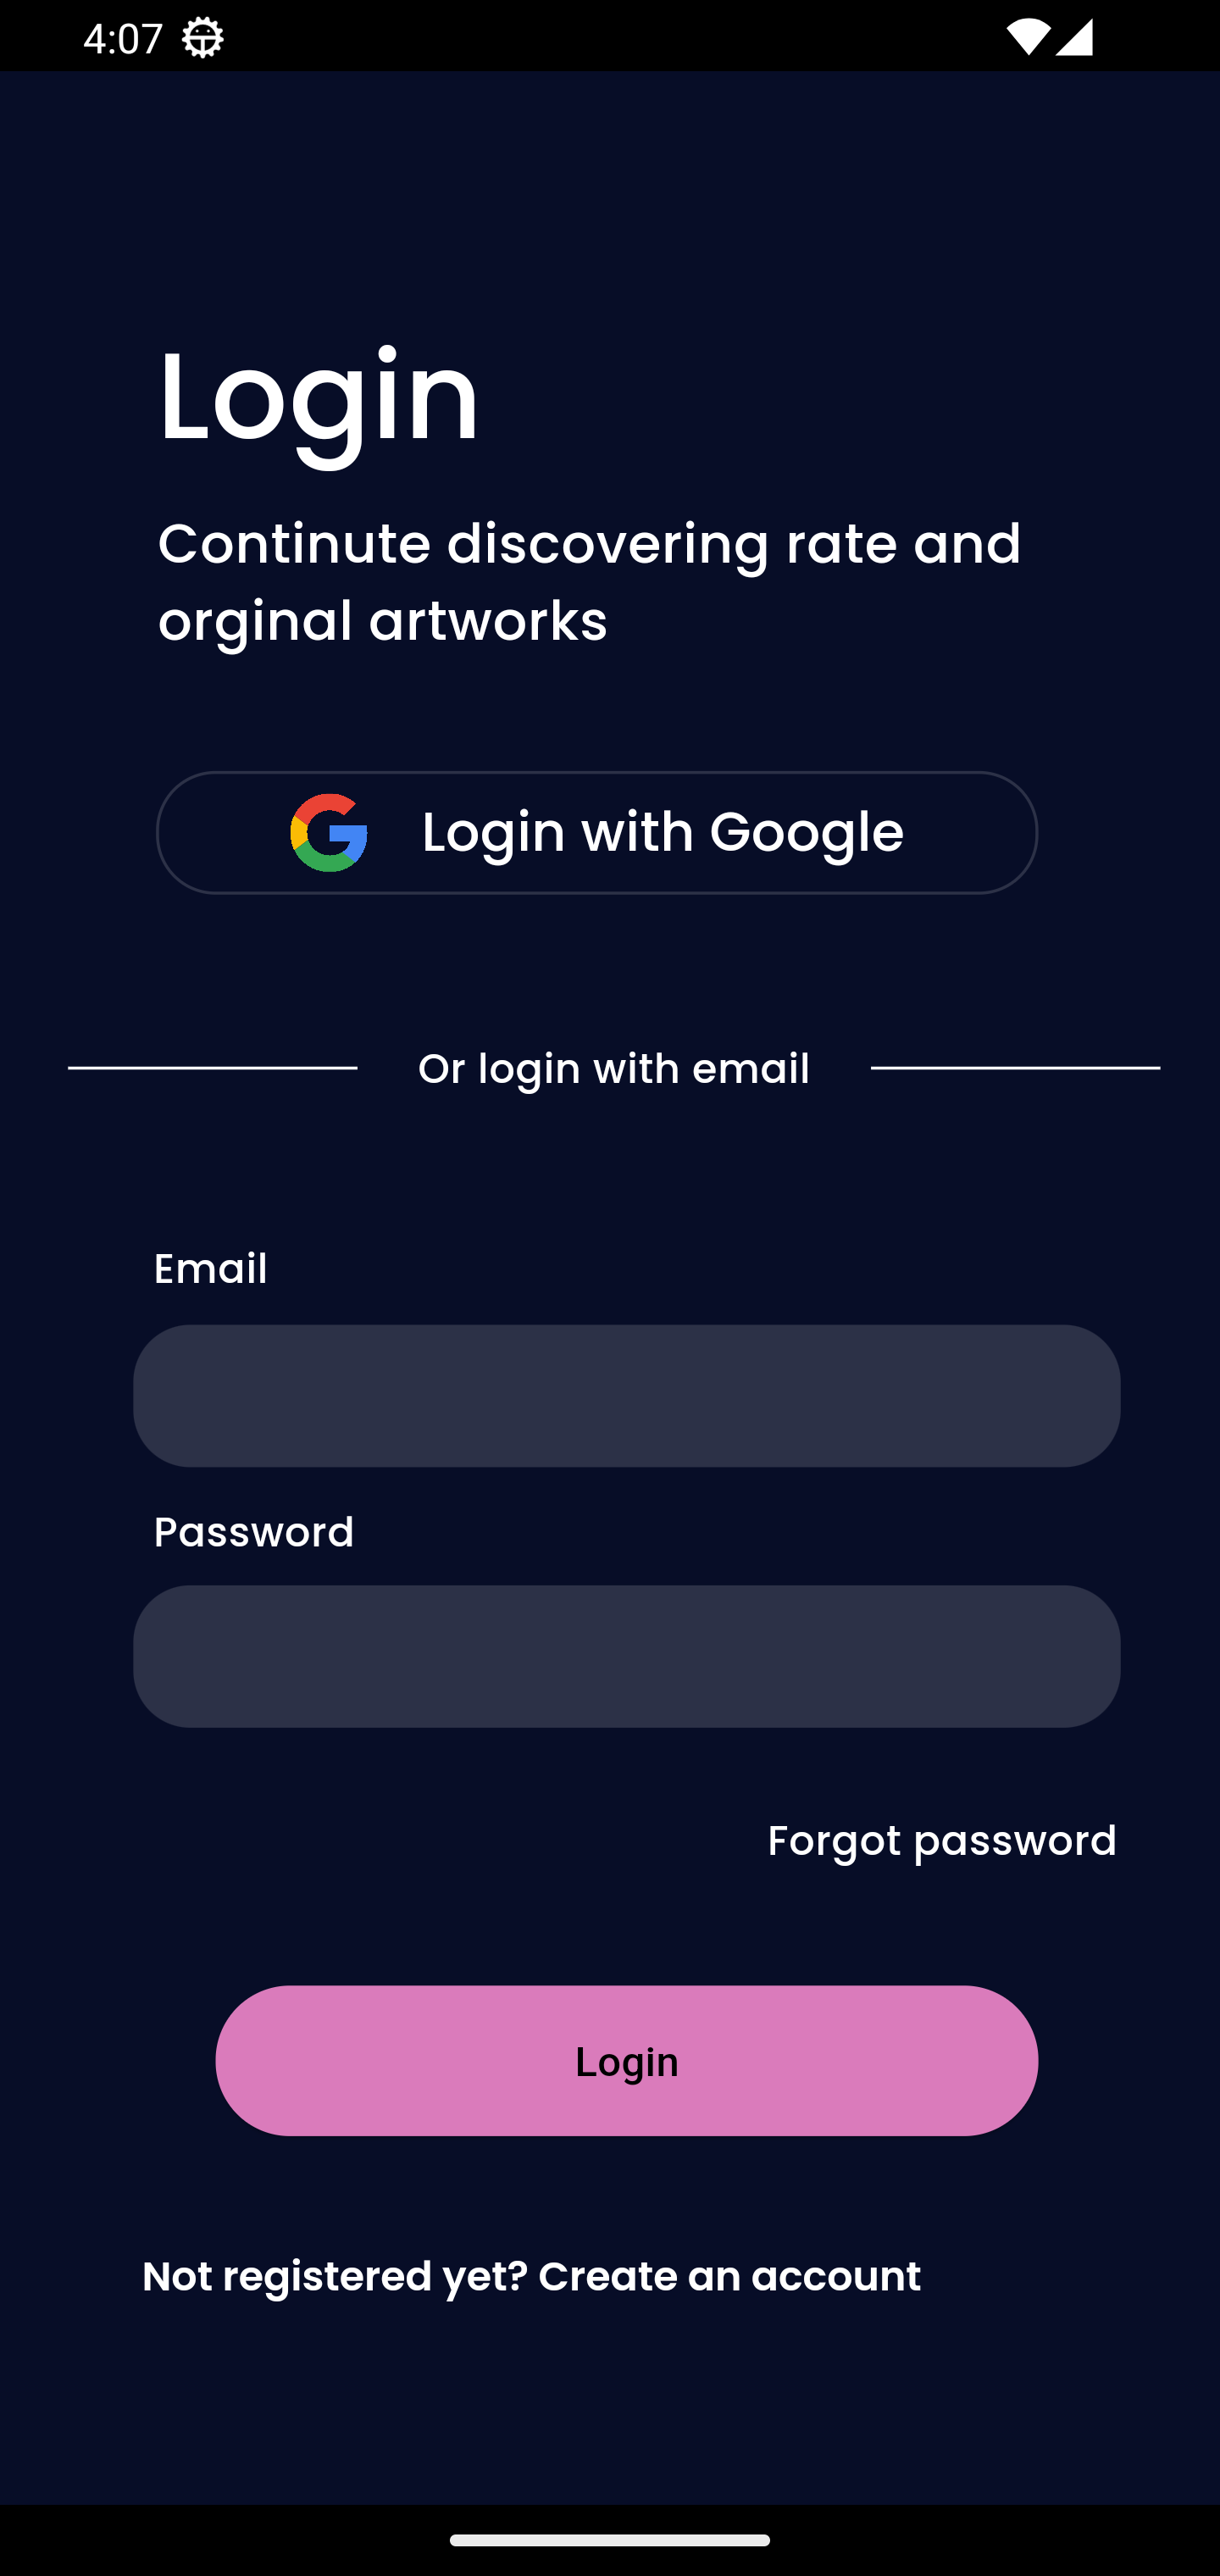 4:07
Login
Continute discovering rate and
orginal artworks
Login with Google
Or login with email
Email
Password
Forgot password
Login
Not registered yet? Create an account